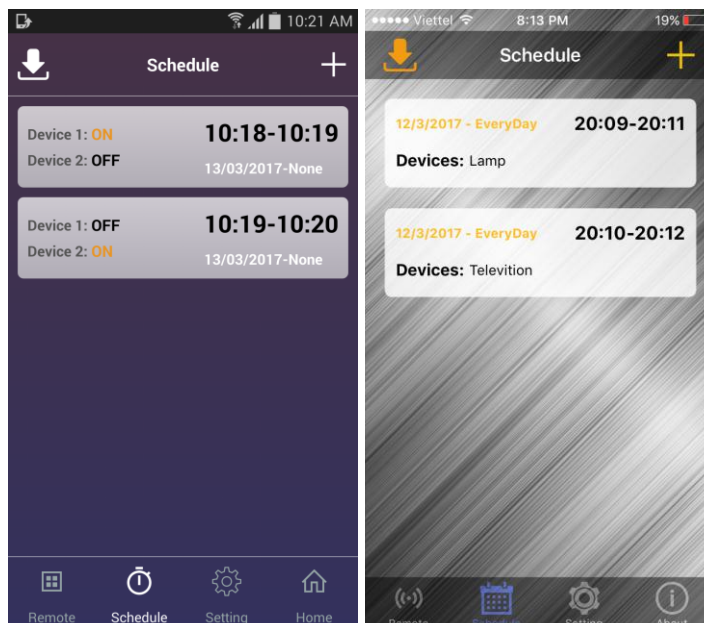 10:21 AM
Schedule
Device 1: ON
10:18-10:19
Device 2: OFF
13/03/2017-None
Device 1: OFF
10:19-10:20
Device 2: ON
13/03/2017-None
Remote
Schedule
Setting
Home
Viettel
8:13 PM
19%
Schedule
12/3/2017 - EveryDay
20:09-20:11
Devices: Lamp
12/3/2017 - EveryDay
20:10-20:12
Devices: Televition
Remote
Schedule
Setting
About